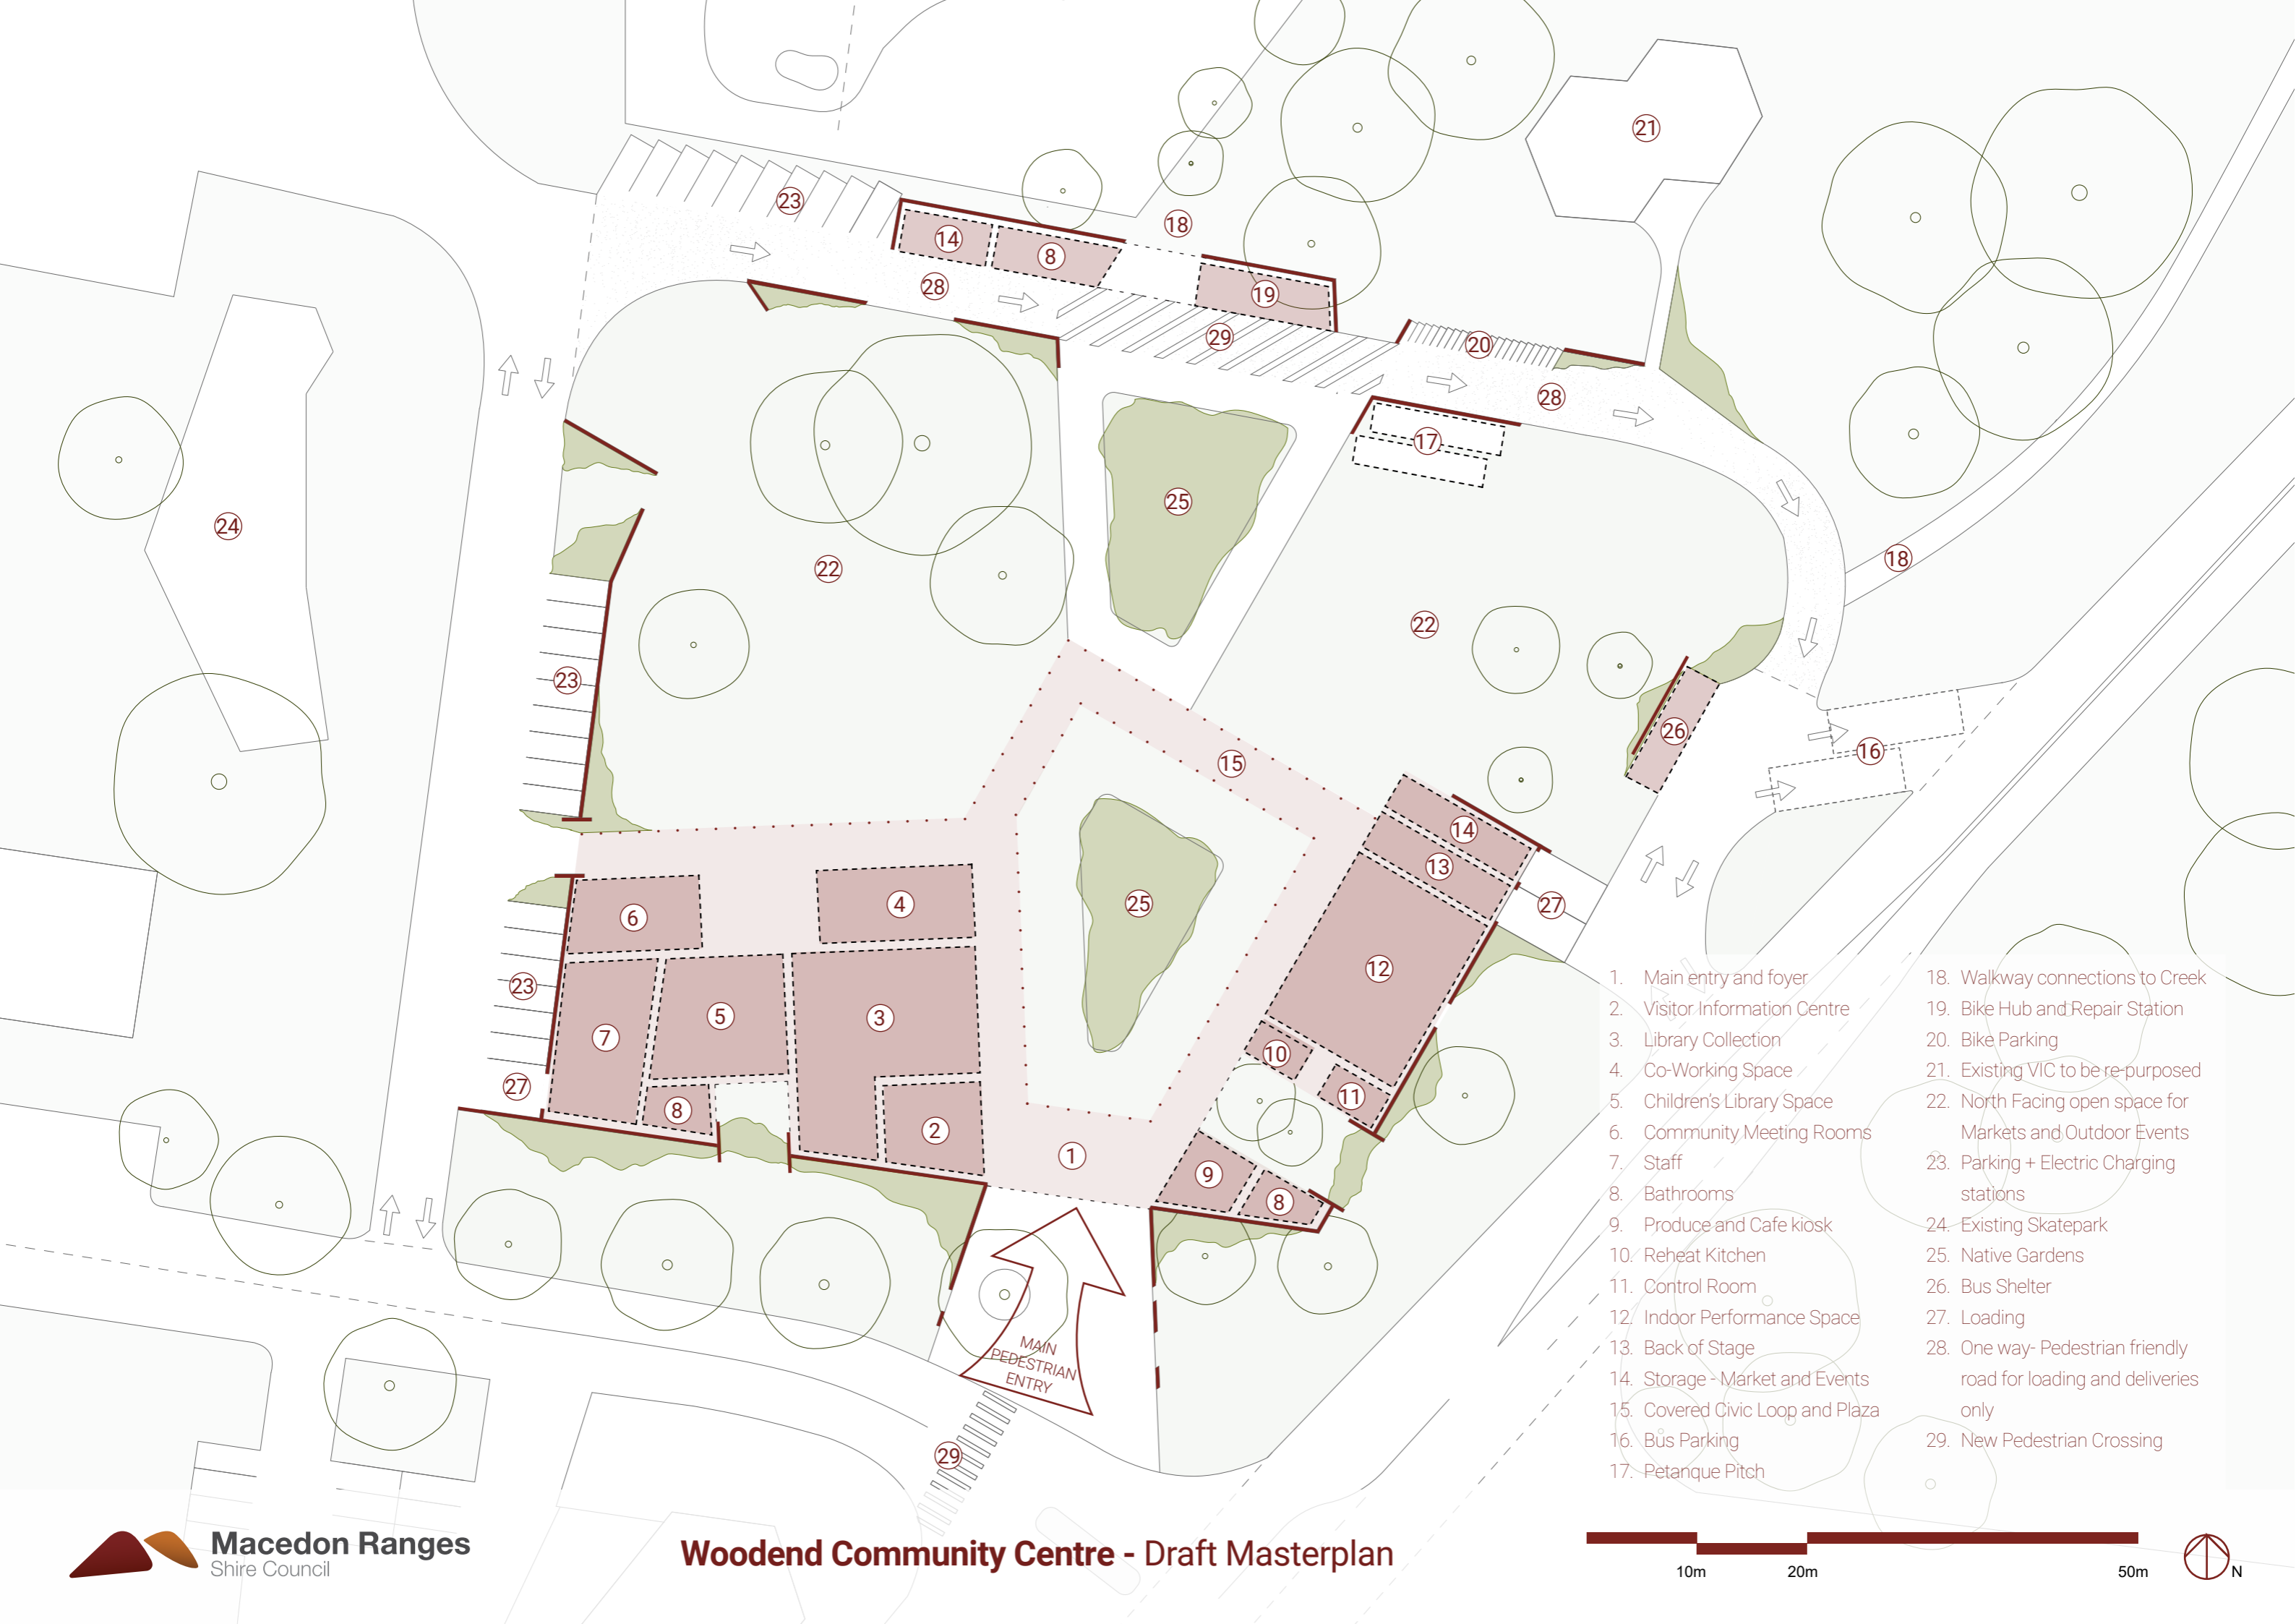 21
23
18
14
8
28
19
29
20
28
17
25
24
22
18
22
23
26
16
15
14
13
4
27
6
25
12
23
5
3
7
10
27
11
8
2
1
9
8
MAIN
PEDESTRIAN
ENTRY
29
1. Main entry and foyer
2. Visitor Information Centre
3. Library Collection
4. Co-Working Space
5. Children's Library Space
6. Community Meeting Rooms
7. Staff
8. Bathrooms
9. Produce and Cafe kiosk
10. Reheat Kitchen
11. Control Room
12. Indoor Performance Space
13. Back of Stage
14. Storage - Market and Events
15. Covered Civic Loop and Plaza
16. Bus Parking
17. Petanque Pitch
18. Walkway connections to Creek
19. Bike Hub and Repair Station
20. Bike Parking
21. Existing VIC to be re-purposed
22. North Facing open space for
Markets and Outdoor Events
23. Parking + Electric Charging
stations
24. Existing Skatepark
25. Native Gardens
26. Bus Shelter
27. Loading
28. One way- Pedestrian friendly
road for loading and deliveries
only
29. New Pedestrian Crossing
Macedon Ranges
Shire Council
Woodend Community Centre - Draft Masterplan
10m 20m 50m
N